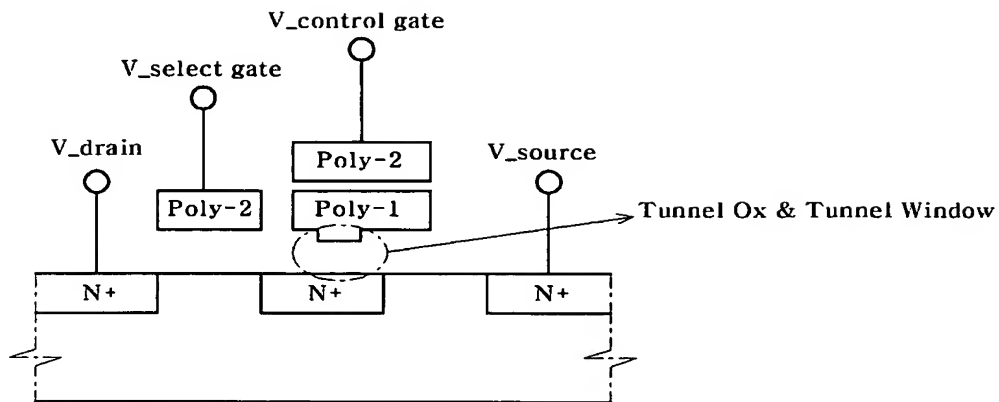 V_control gate
V_select gate
V_drain
Poly-2
V_source
Poly-2
Poly-1
Tunnel Ox & Tunnel Window
N+
N+
N+